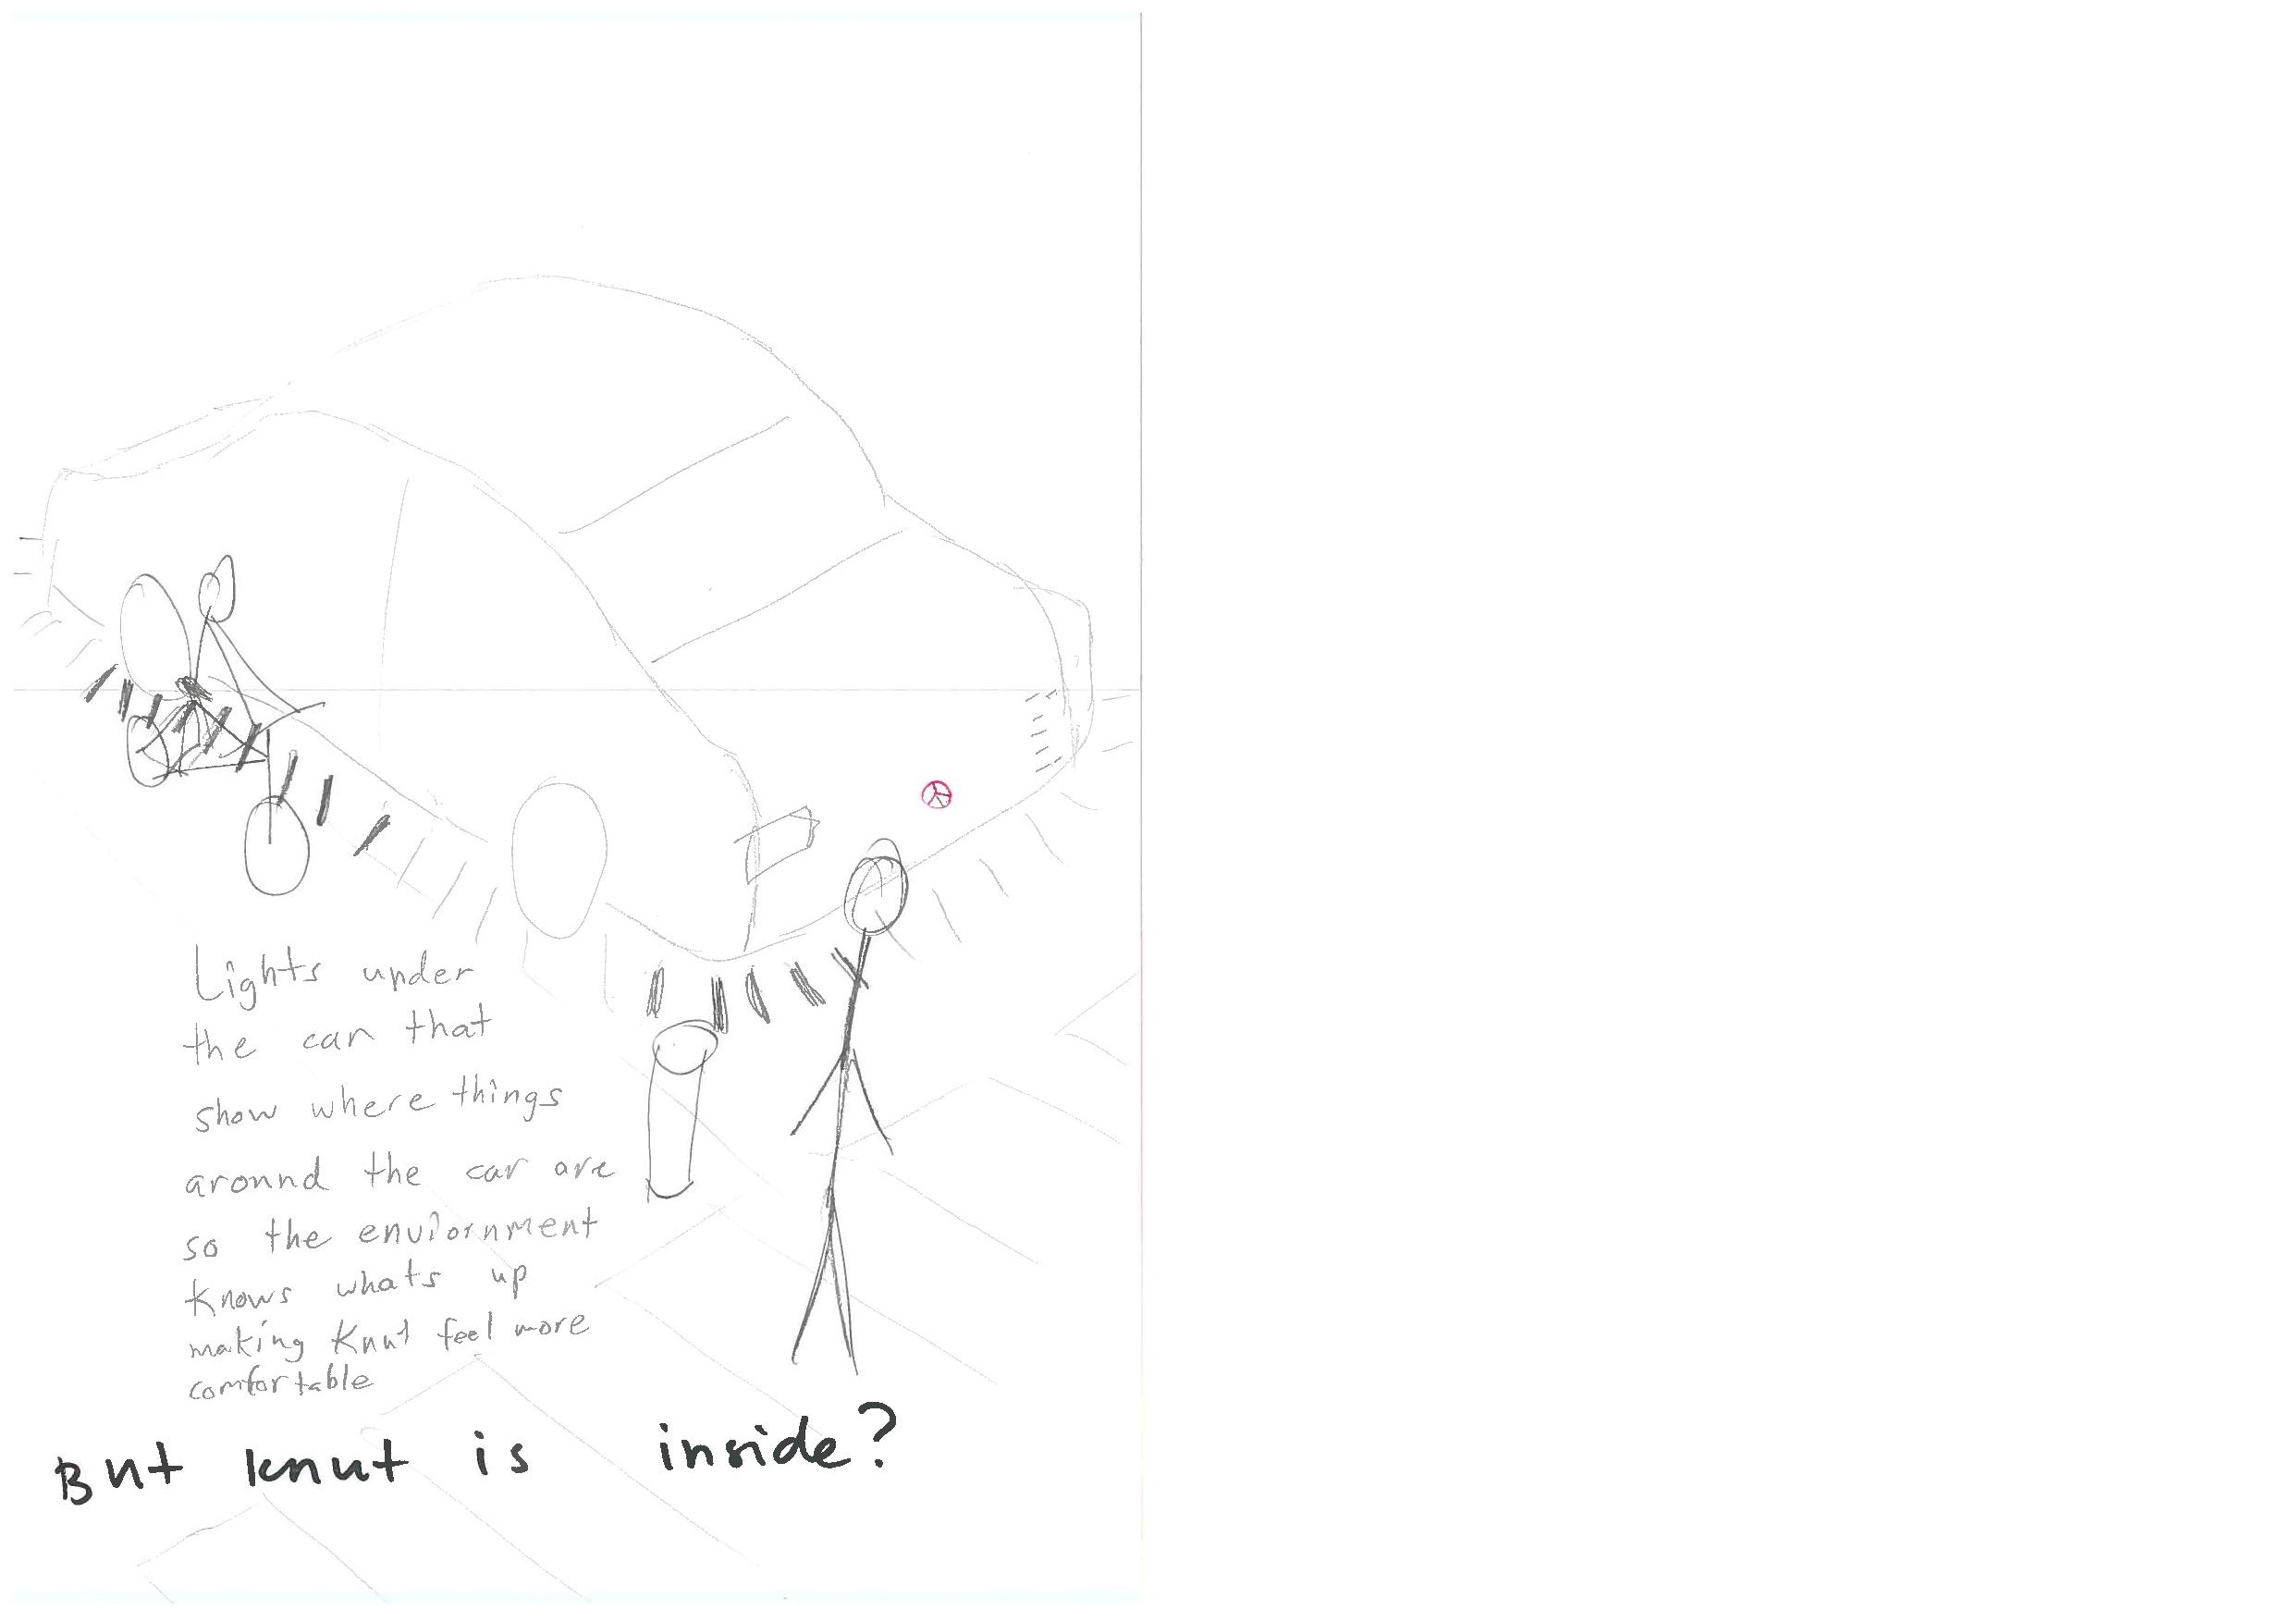 Lights under
the car that
show where things
around the car are
so the enviornment
knows whats up
making Knut feel more
comfortable
But knut is inside?